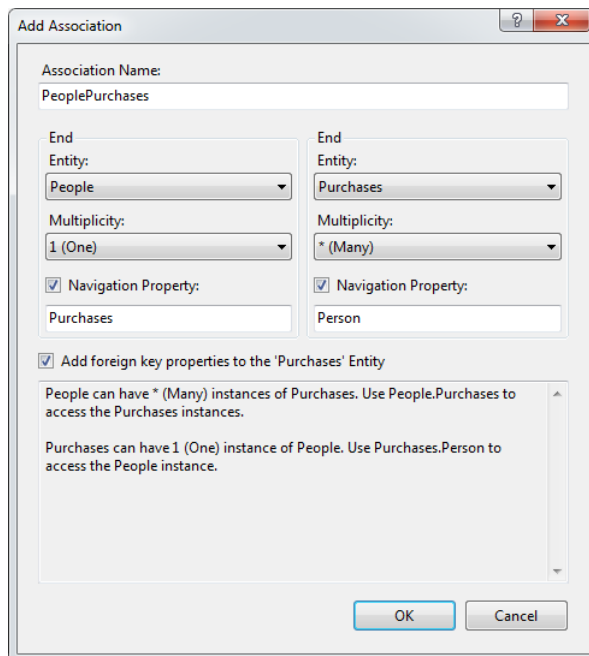 Add Association
?
Association Name:
PeoplePurchases
End
Entity:
People
Multiplicity:
1 (One)
Navigation Property:
Purchases
End
Entity:
Purchases
Multiplicity:
* (Many)
Navigation Property:
Person
Add foreign key properties to the 'Purchases' Entity
People can have * (Many) instances of Purchases. Use People.Purchases to
access the Purchases instances.
Purchases can have 1 (One) instance of People. Use Purchases.Person to
access the People instance.
OK
Cancel